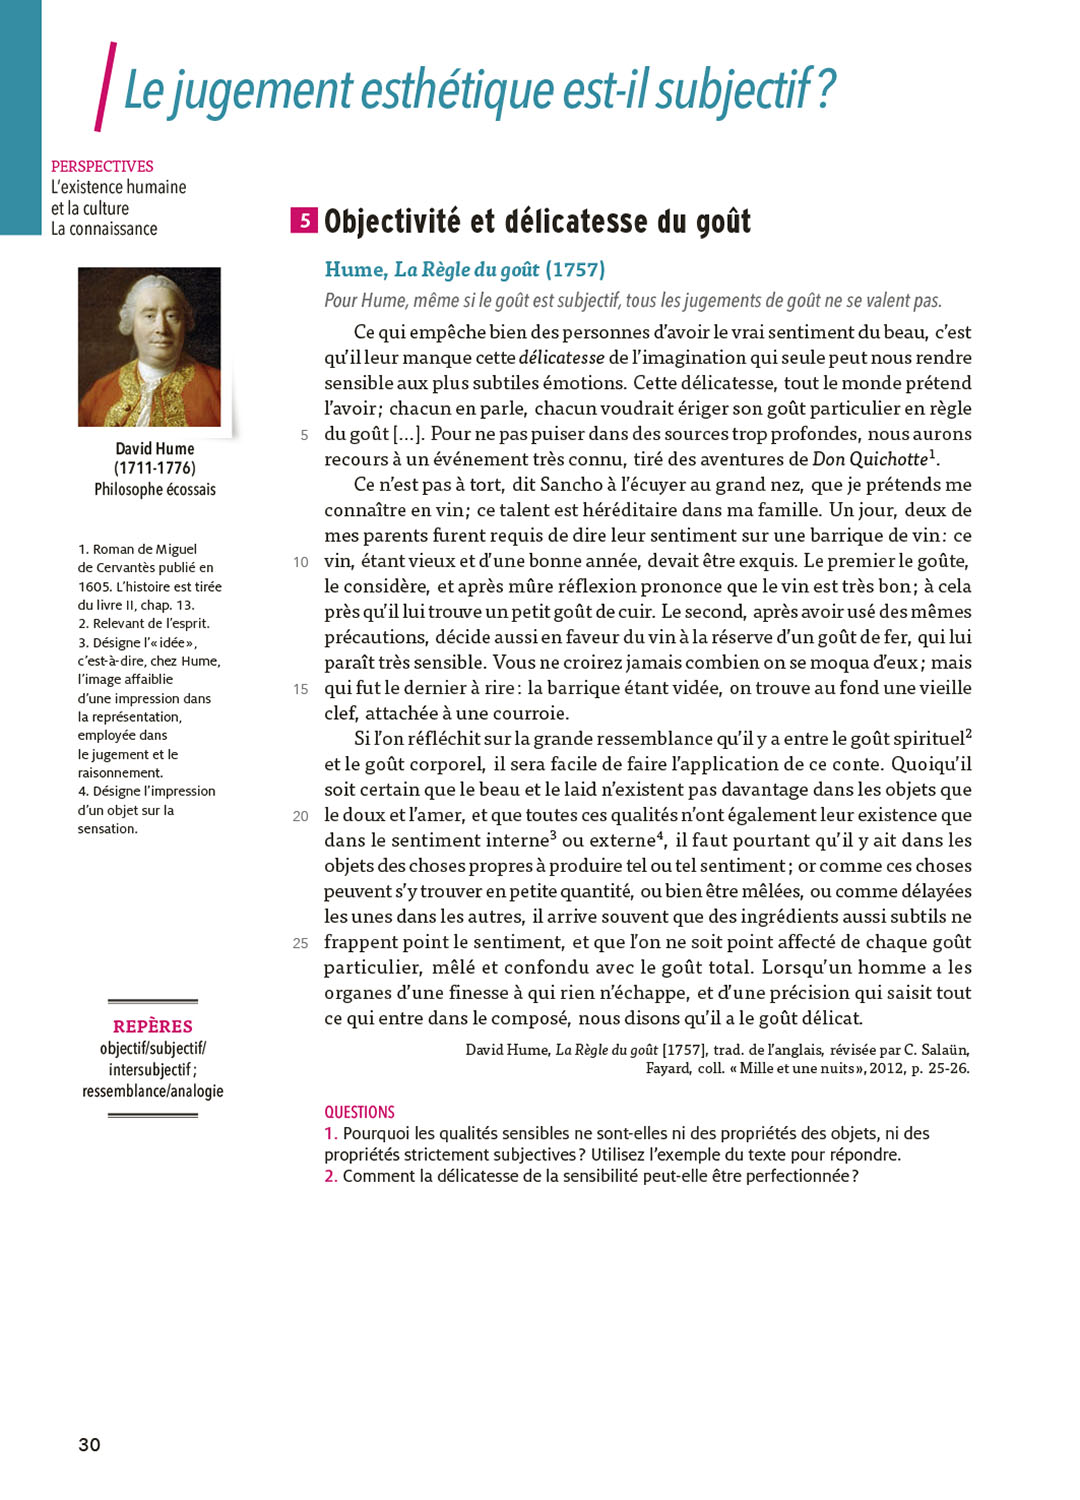 Le jugement esthétique est-il subjectif ?
PERSPECTIVES
L'existence humaine
et la culture
La connaissance
David Hume
(1711-1776)
Philosophe écossais
1. Roman de Miguel
de Cervantès publié en
1605. L'histoire est tirée
du livre II, chap. 13.
2. Relevant de l'esprit.
3. Désigne l'« idée »,
c'est-à-dire, chez Hume,
l'image affaiblie
d'une impression dans
la représentation,
employée dans
le jugement et le
raisonnement.
4. Désigne l'impression
d'un objet sur la
sensation.
REPÈRES
objectif/subjectif/
intersubjectif ;
ressemblance/analogie
5 Objectivité et délicatesse du goût
Hume, La Règle du goût (1757)
Pour Hume, même si le goût est subjectif, tous les jugements de goût ne se valent pas.
Ce qui empêche bien des personnes d'avoir le vrai sentiment du beau, c'est
qu'il leur manque cette délicatesse de l'imagination qui seule peut nous rendre
sensible aux plus subtiles émotions. Cette délicatesse, tout le monde prétend
l'avoir ; chacun en parle, chacun voudrait ériger son goût particulier en règle
5 du goût [...]. Pour ne pas puiser dans des sources trop profondes, nous aurons
recours à un événement très connu, tiré des aventures de Don Quichotte1.
Ce n'est pas à tort, dit Sancho à l'écuyer au grand nez, que je prétends me
connaître en vin ; ce talent est héréditaire dans ma famille. Un jour, deux de
mes parents furent requis de dire leur sentiment sur une barrique de vin : ce
10 vin, étant vieux et d'une bonne année, devait être exquis. Le premier le goûte,
le considère, et après mûre réflexion prononce que le vin est très bon ; à cela
près qu'il lui trouve un petit goût de cuir. Le second, après avoir usé des mêmes
précautions, décide aussi en faveur du vin à la réserve d'un goût de fer, qui lui
paraît très sensible. Vous ne croirez jamais combien on se moqua d'eux ; mais
15 qui fut le dernier à rire : la barrique étant vidée, on trouve au fond une vieille
clef, attachée à une courroie.
Si l'on réfléchit sur la grande ressemblance qu'il y a entre le goût spirituel2
et le goût corporel, il sera facile de faire l'application de ce conte. Quoiqu'il
soit certain que le beau et le laid n'existent pas davantage dans les objets que
20 le doux et l'amer, et que toutes ces qualités n'ont également leur existence que
dans le sentiment interne3 ou externe4, il faut pourtant qu'il y ait dans les
objets des choses propres à produire tel ou tel sentiment ; or comme ces choses
peuvent s'y trouver en petite quantité, ou bien être mêlées, ou comme délayées
les unes dans les autres, il arrive souvent que des ingrédients aussi subtils ne
25 frappent point le sentiment, et que l'on ne soit point affecté de chaque goût
particulier, mêlé et confondu avec le goût total. Lorsqu'un homme a les
organes d'une finesse à qui rien n'échappe, et d'une précision qui saisit tout
ce qui entre dans le composé, nous disons qu'il a le goût délicat.
David Hume, La Règle du goût [1757], trad. de l'anglais, révisée par C. Salaün,
Fayard, coll. « Mille et une nuits », 2012, p. 25-26.
QUESTIONS
1. Pourquoi les qualités sensibles ne sont-elles ni des propriétés des objets, ni des
propriétés strictement subjectives ? Utilisez l'exemple du texte pour répondre.
2. Comment la délicatesse de la sensibilité peut-elle être perfectionnée ?
30